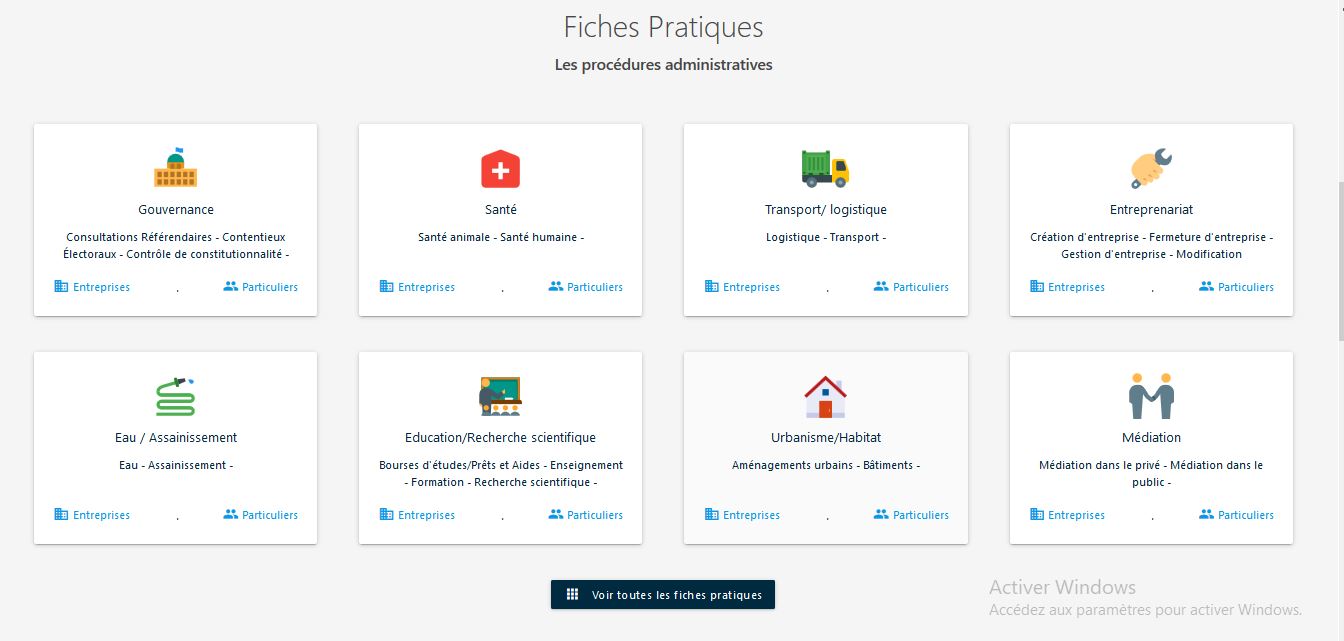 Fiches Pratiques
Les procédures administratives
Gouvernance
Consultations Référendaires - Contentieux
Électoraux - Contrôle de constitutionnalité -
Entreprises . Particuliers
Santé
Santé animale - Santé humaine -
Entreprises . Particuliers
Transport/ logistique
Logistique - Transport -
Entreprises . Particuliers
Entreprenariat
Création d'entreprise - Fermeture d'entreprise -
Gestion d'entreprise - Modification
Entreprises . Particuliers
Eau / Assainissement
Eau - Assainissement -
Entreprises . Particuliers
Education/Recherche scientifique
Bourses d'études/Prêts et Aides - Enseignement
- Formation - Recherche scientifique -
Entreprises . Particuliers
Urbanisme/Habitat
Aménagements urbains - Bâtiments -
Entreprises . Particuliers
Médiation
Médiation dans le privé - Médiation dans le
public -
Entreprises . Particuliers
Voir toutes les fiches pratiques
Activer Windows
Accédez aux paramètres pour activer Windows.